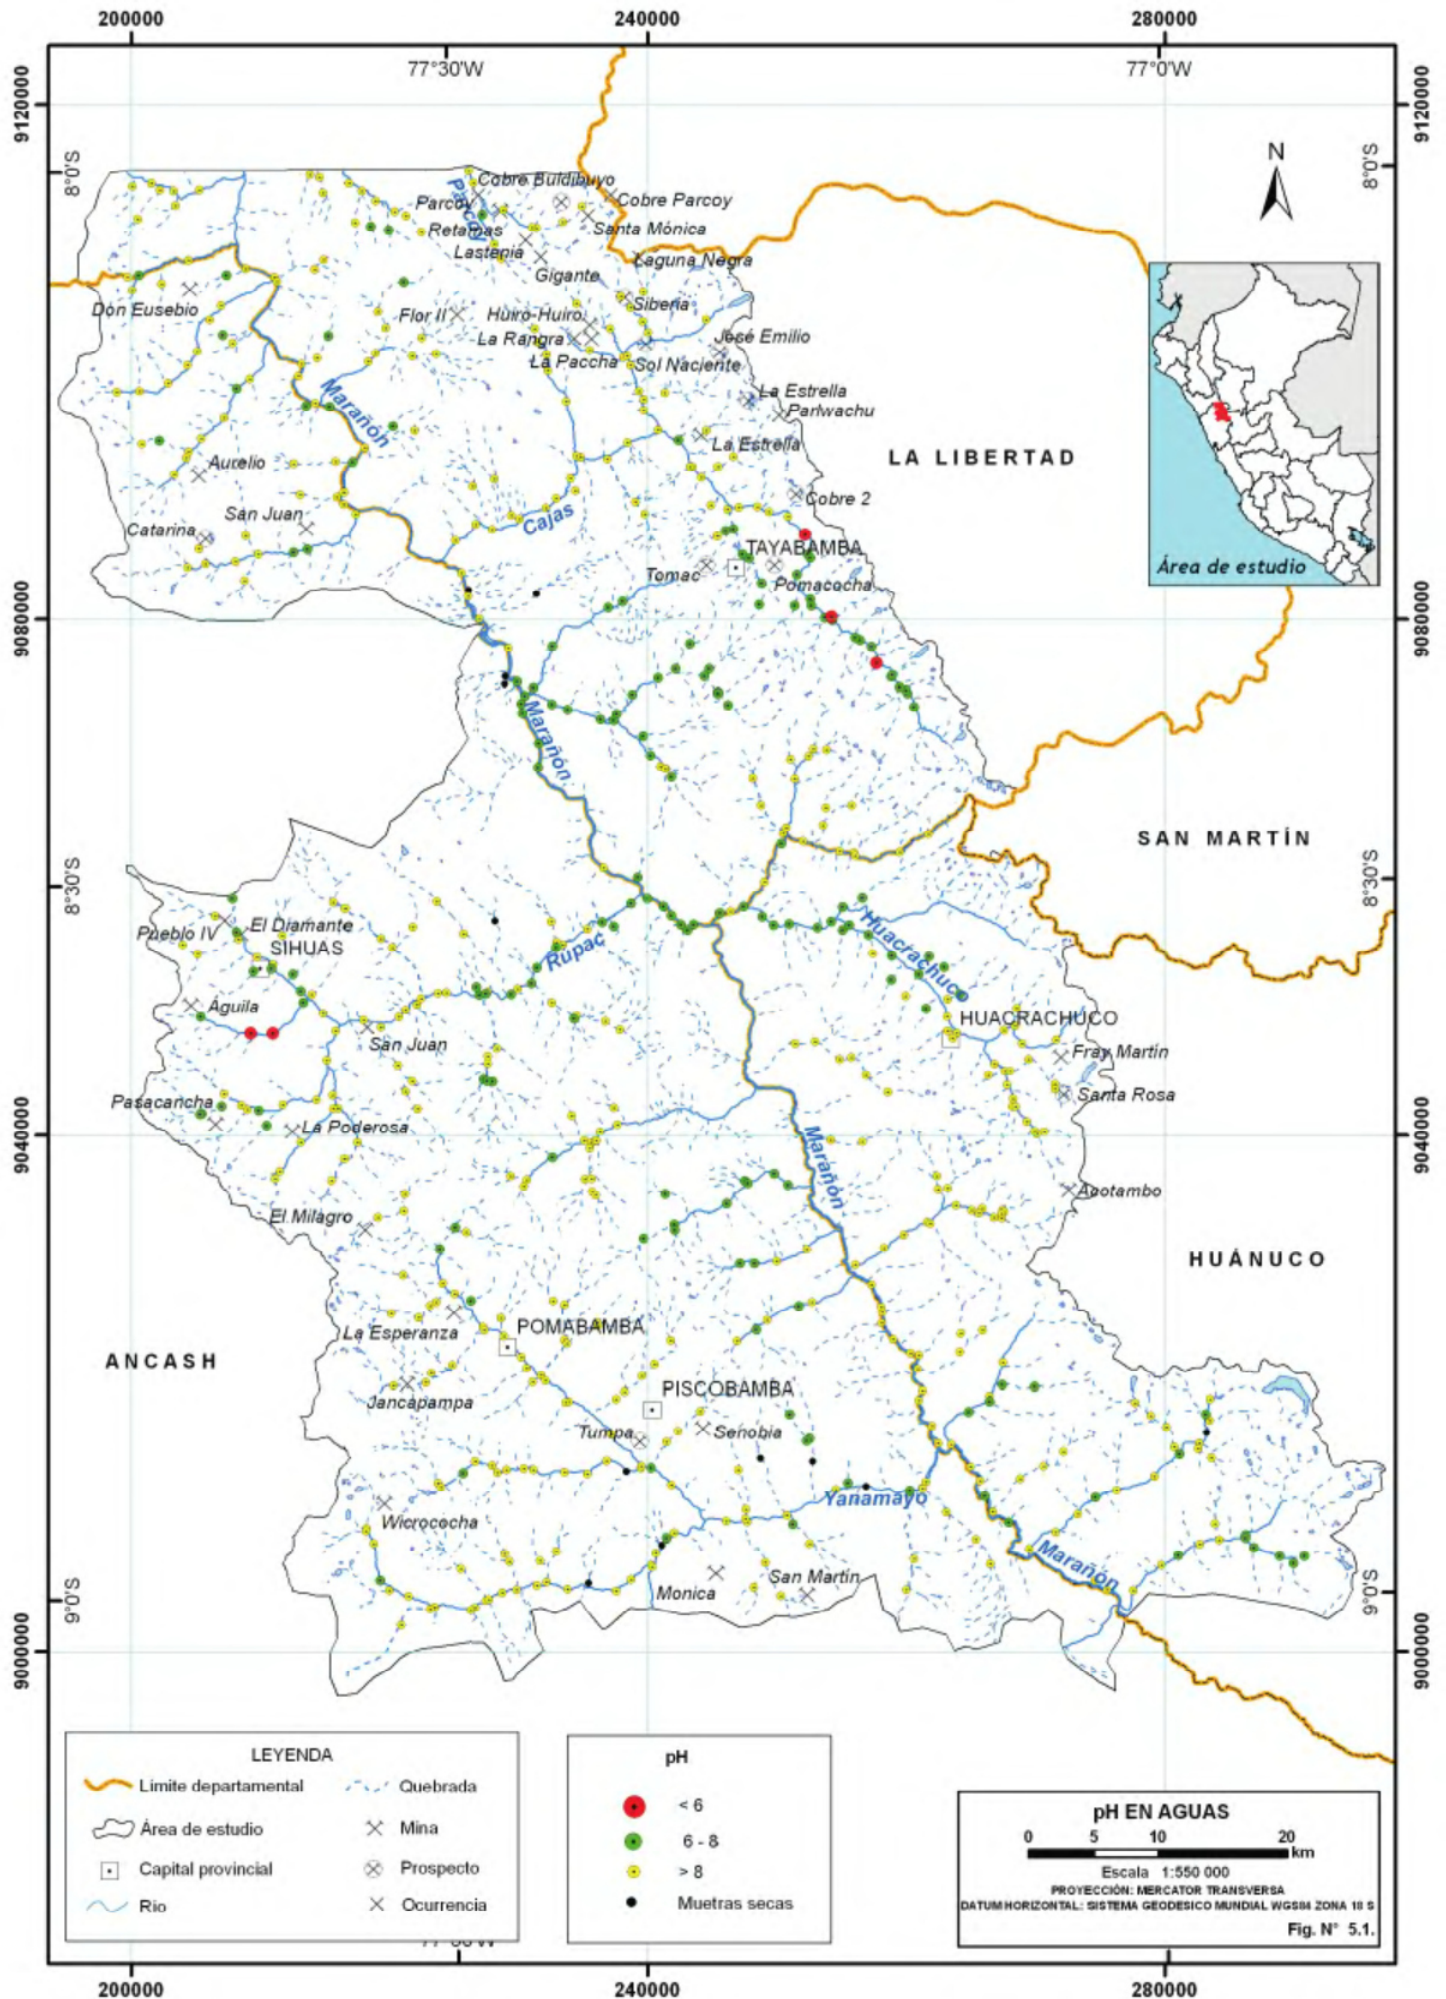 200000
240000
280000
77°30'W
77°0'W
9120000
9120000
8°0'S
8°0'S
N
Cobre Buldibuyo
Parcoy
Parcoy
Cobre Parcoy
Retamas
Santa Mónica
Lastenia
Laguna Negra
Gigante
Don Eusebio
Flor II
Huiro-Huiro
Siberia
La Rangra
José Emilio
La Paccha
Sol Naciente
Marañón
La Estrella
Parlwachu
La Estrella
LA LIBERTAD
Aurelio
Cobre 2
San Juan
Catarina
Cajas
TAYABAMBA
Tomac
Pomacocha
Área de estudio
9080000
9080000
Marañón
SAN MARTÍN
8°30'S
8°30'S
Pueblo IV
El Diamante
SIHUAS
Rupac
Huacrachuco
Aguila
San Juan
HUACRACHUCO
Fray Martín
Pasacancha
Santa Rosa
La Poderosa
9040000
9040000
Marañón
Acotambo
El Milagro
HUÁNUCO
La Esperanza
POMABAMBA
ANCASH
Jancapampa
PISCOBAMBA
Tumpa
Senobia
Yanamayo
Wicrococha
Marañón
Monica
San Martín
9°0'S
9°0'S
9000000
9000000
LEYENDA
Limite departamental
Quebrada
Área de estudio
Mina
Capital provincial
Prospecto
Rio
Ocurrencia
pH
< 6
6 - 8
> 8
Muetras secas
pH EN AGUAS
0 5 10 20
km
Escala 1:550 000
PROYECCIÓN: MERCATOR TRANSVERSA
DATUM HORIZONTAL: SISTEMA GEODESICO MUNDIAL WGS84 ZONA 18 S
Fig. N° 5.1.
200000
240000
280000